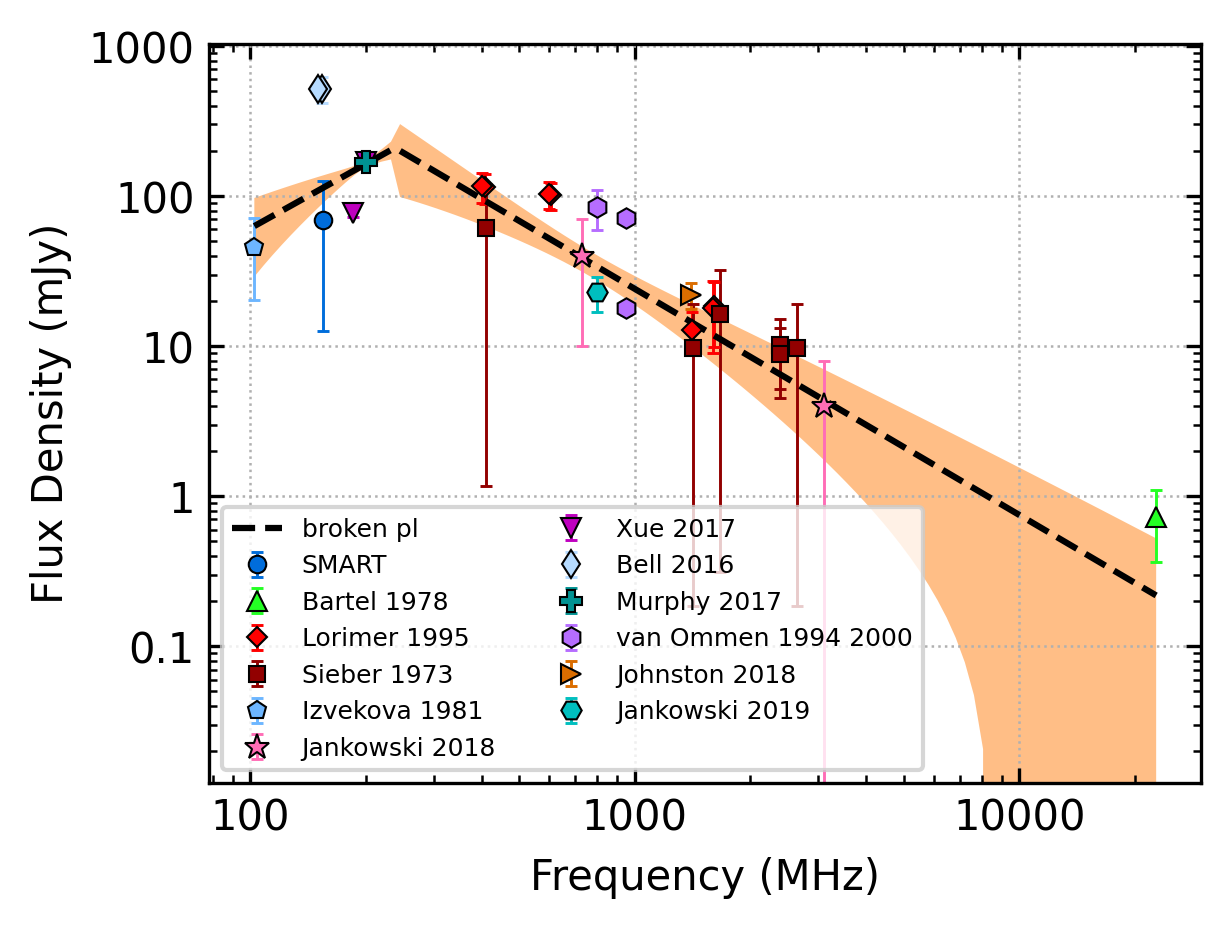 1000
100
10
1
0.1
Flux Density (mJy)
broken pl
SMART
Bartel 1978
Lorimer 1995
Sieber 1973
Izvekova 1981
Jankowski 2018
Xue 2017
Bell 2016
Murphy 2017
van Ommen 1994 2000
Johnston 2018
Jankowski 2019
100 1000 10000
Frequency (MHz)